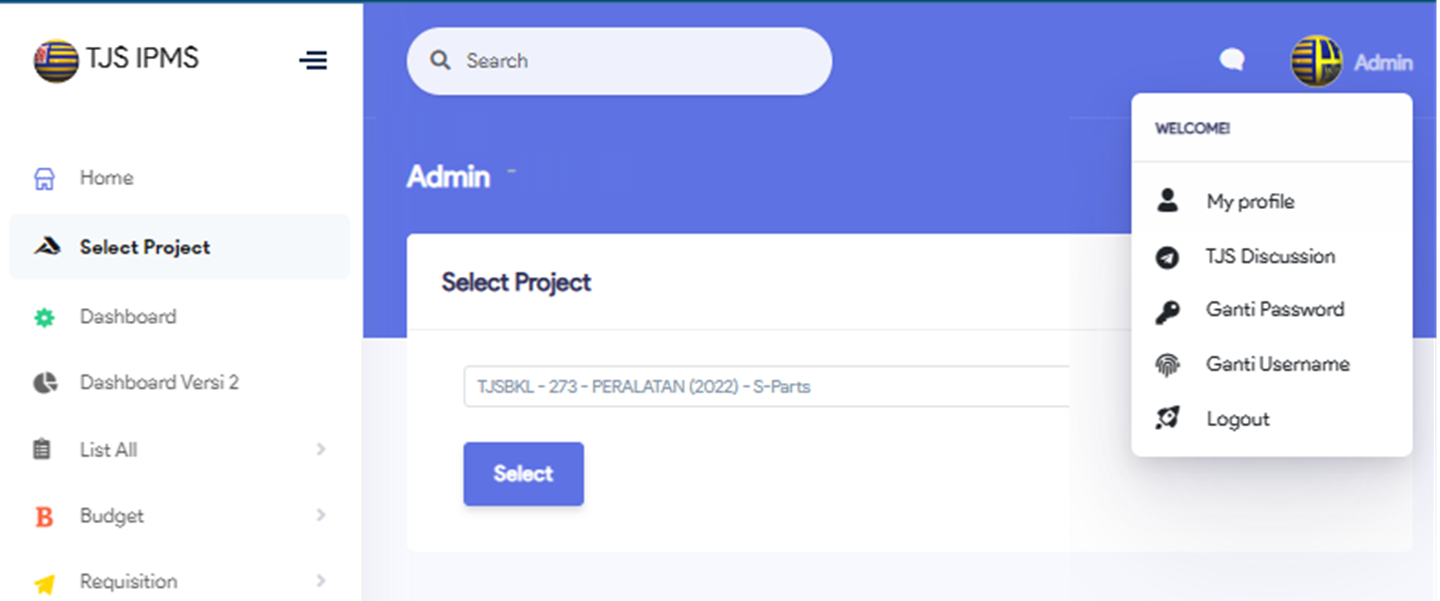 TJS IPMS
Search
Admin
WELCOME!
My profile
TJS Discussion
Ganti Password
Ganti Username
Logout
Home
Select Project
Dashboard
Dashboard Versi 2
List All
Budget
Requisition
Admin -
Select Project
TJSBKL - 273 - PERALATAN (2022) - S-Parts
Select